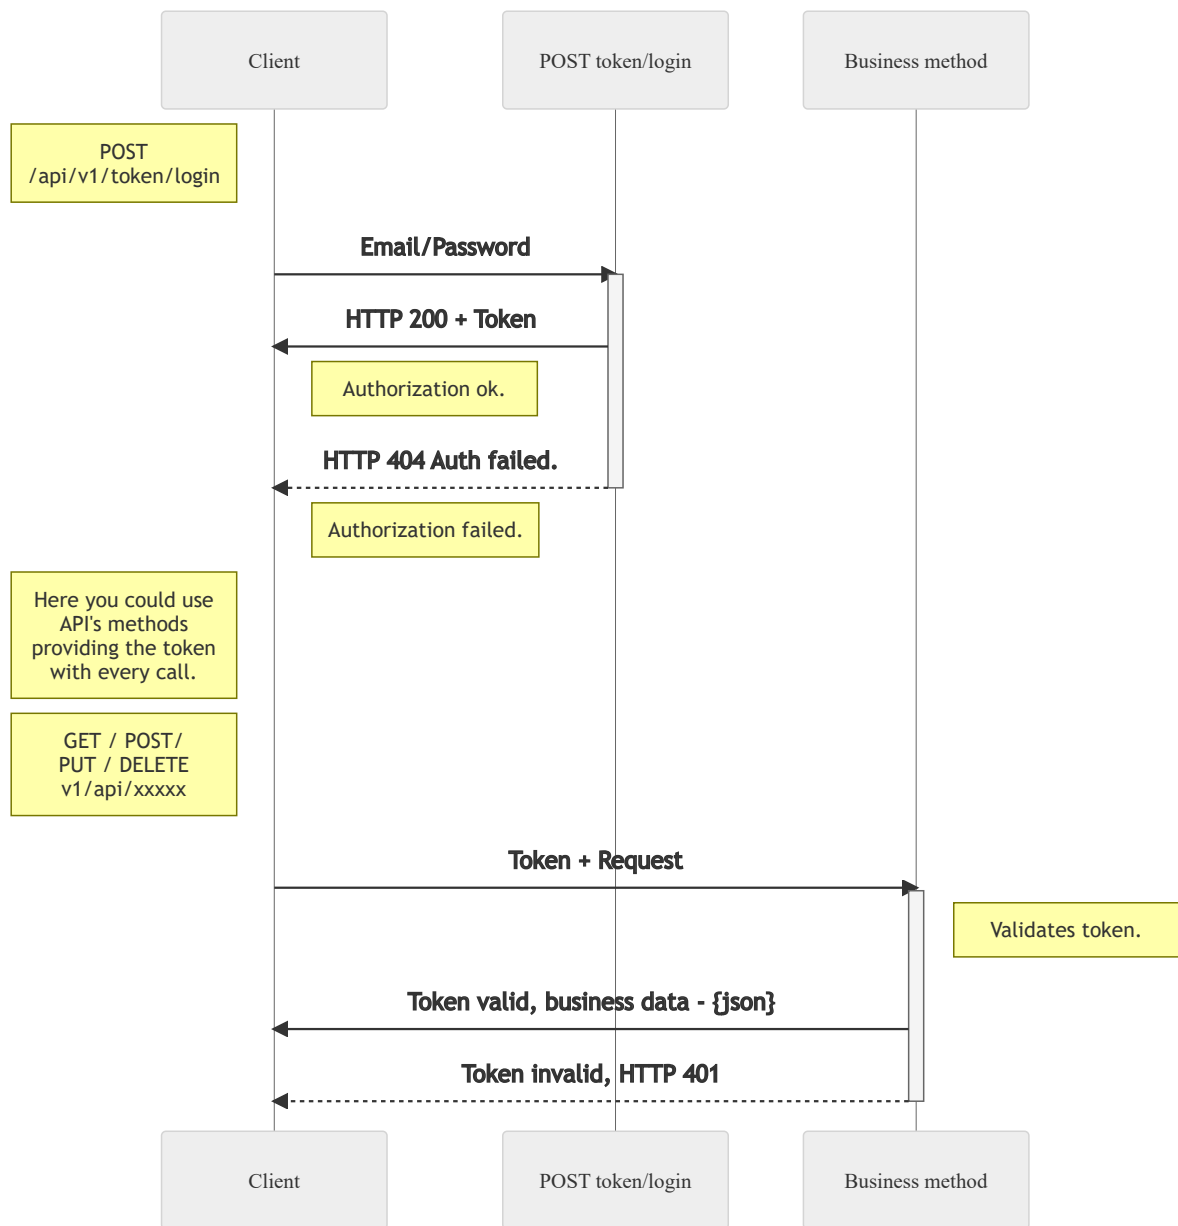 Client
POST token/login
Business method
POST
/api/v1/token/login
Email/Password
HTTP 200 + Token
Authorization ok.
HTTP 404 Auth failed.
Authorization failed.
Here you could use
API's methods
providing the token
with every call.
GET / POST/
PUT / DELETE
v1/api/xxxxx
Token + Request
Validates token.
Token valid, business data - {json}
Token invalid, HTTP 401
Client
POST token/login
Business method